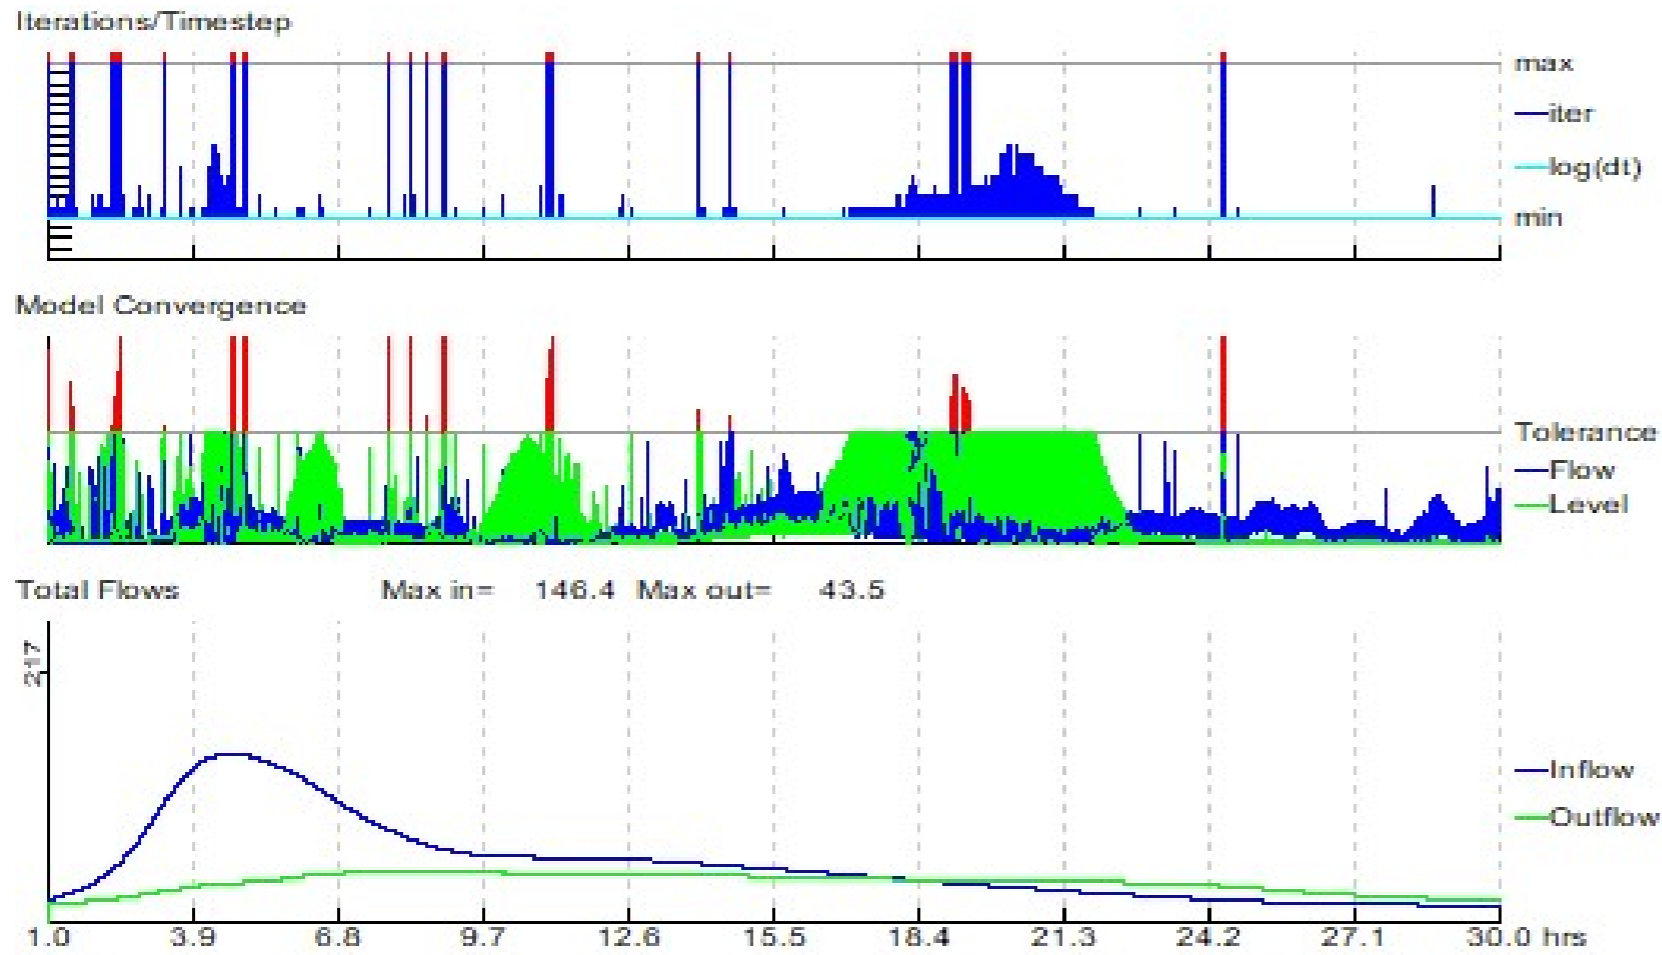 Iterations/Timestep
max
iter
log(dt)
min
Model Convergence
Tolerance
Flow
Level
Total Flows Max in= 146.4 Max out= 43.5
217
Inflow
Outflow
1.0 3.9 6.8 9.7 12.6 15.5 18.4 21.3 24.2 27.1 30.0 hrs